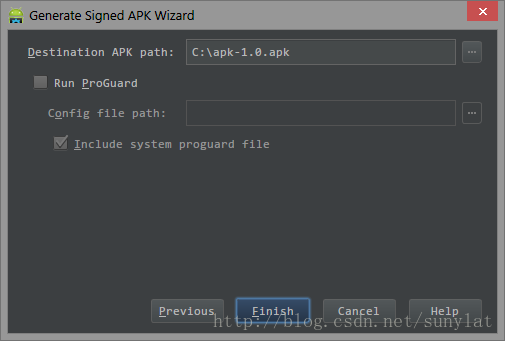 Generate Signed APK Wizard
Destination APK path: C:\apk-1.0.apk ...
Run ProGuard
Config file path: ...
Include system proguard file
Previous Finish Cancel Help
http://blog.csdn.net/sunylat